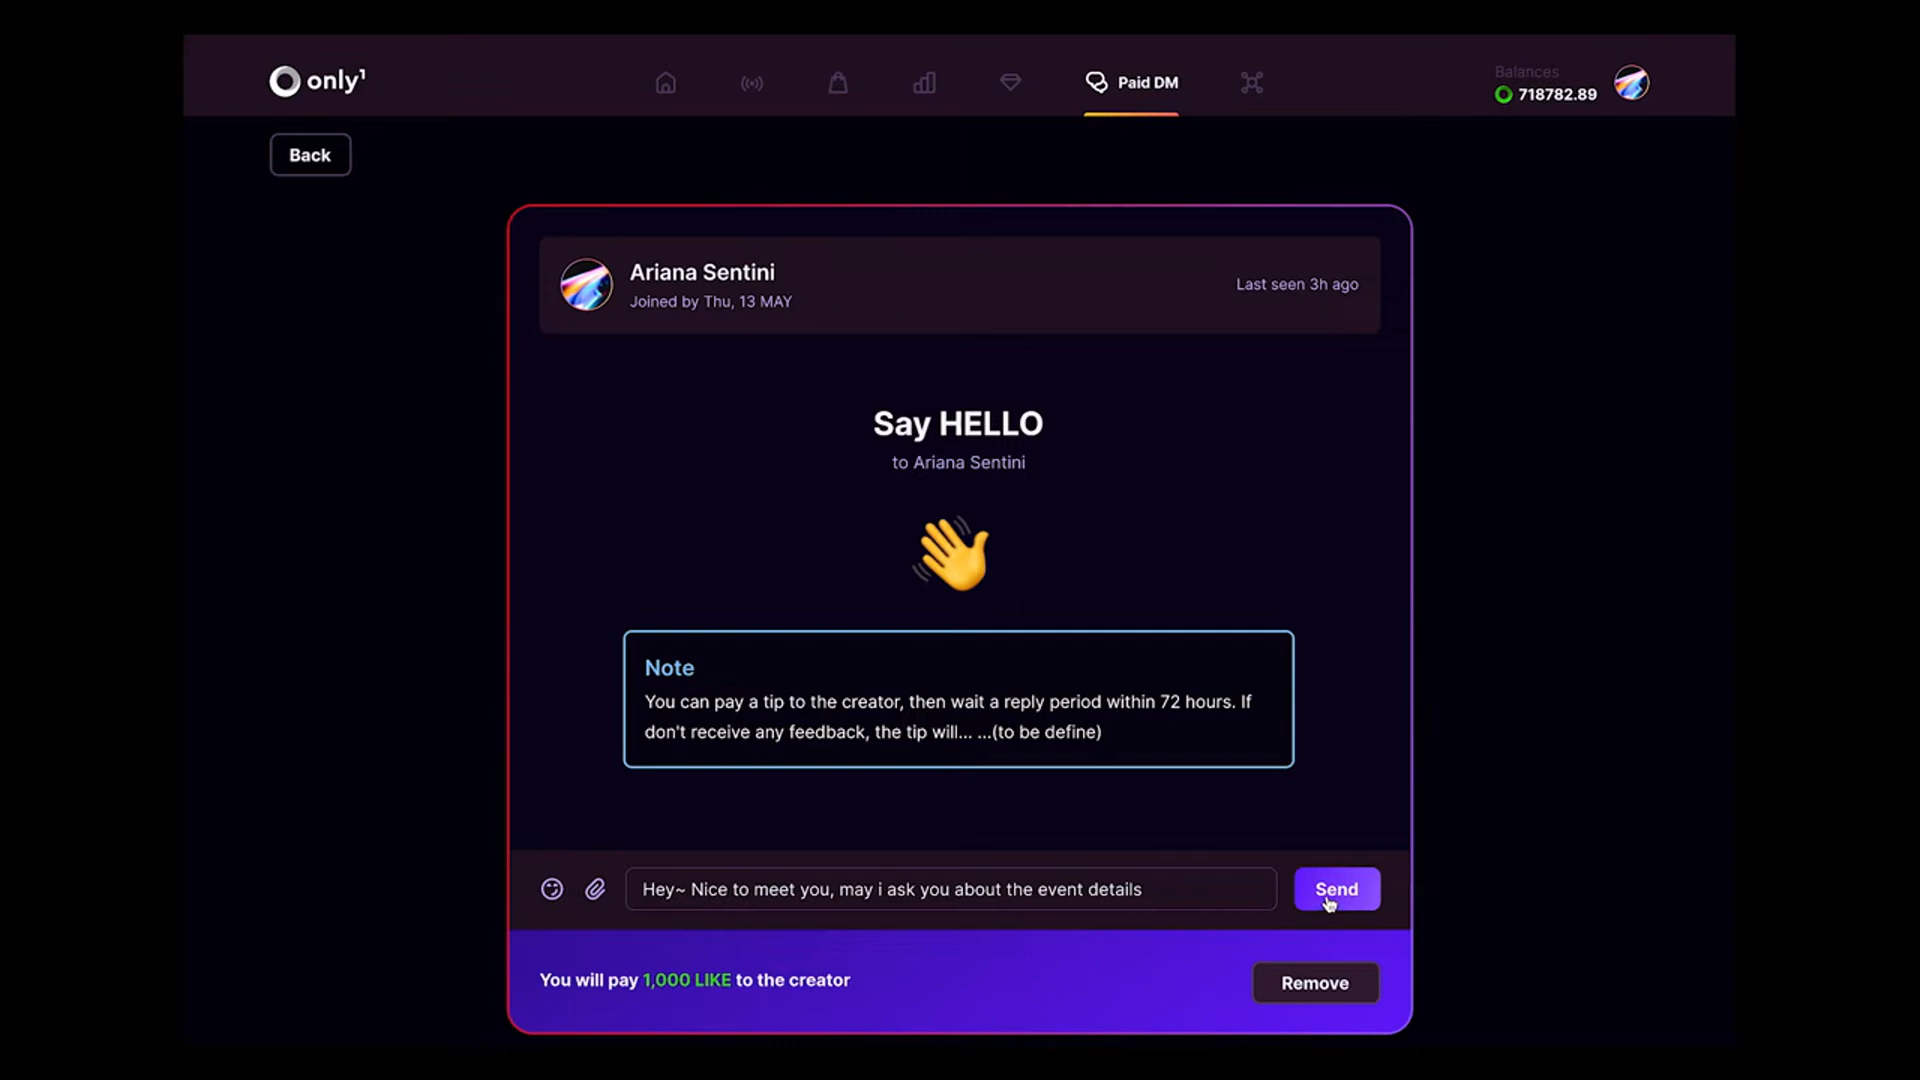 only¹
Paid DM
Balances
718782.89
Back
Ariana Sentini
Joined by Thu, 13 MAY
Last seen 3h ago
Say HELLO
to Ariana Sentini
Note
You can pay a tip to the creator, then wait a reply period within 72 hours. If
don't receive any feedback, the tip will... ...(to be define)
Hey~ Nice to meet you, may i ask you about the event details
Send
You will pay 1,000 LIKE to the creator
Remove